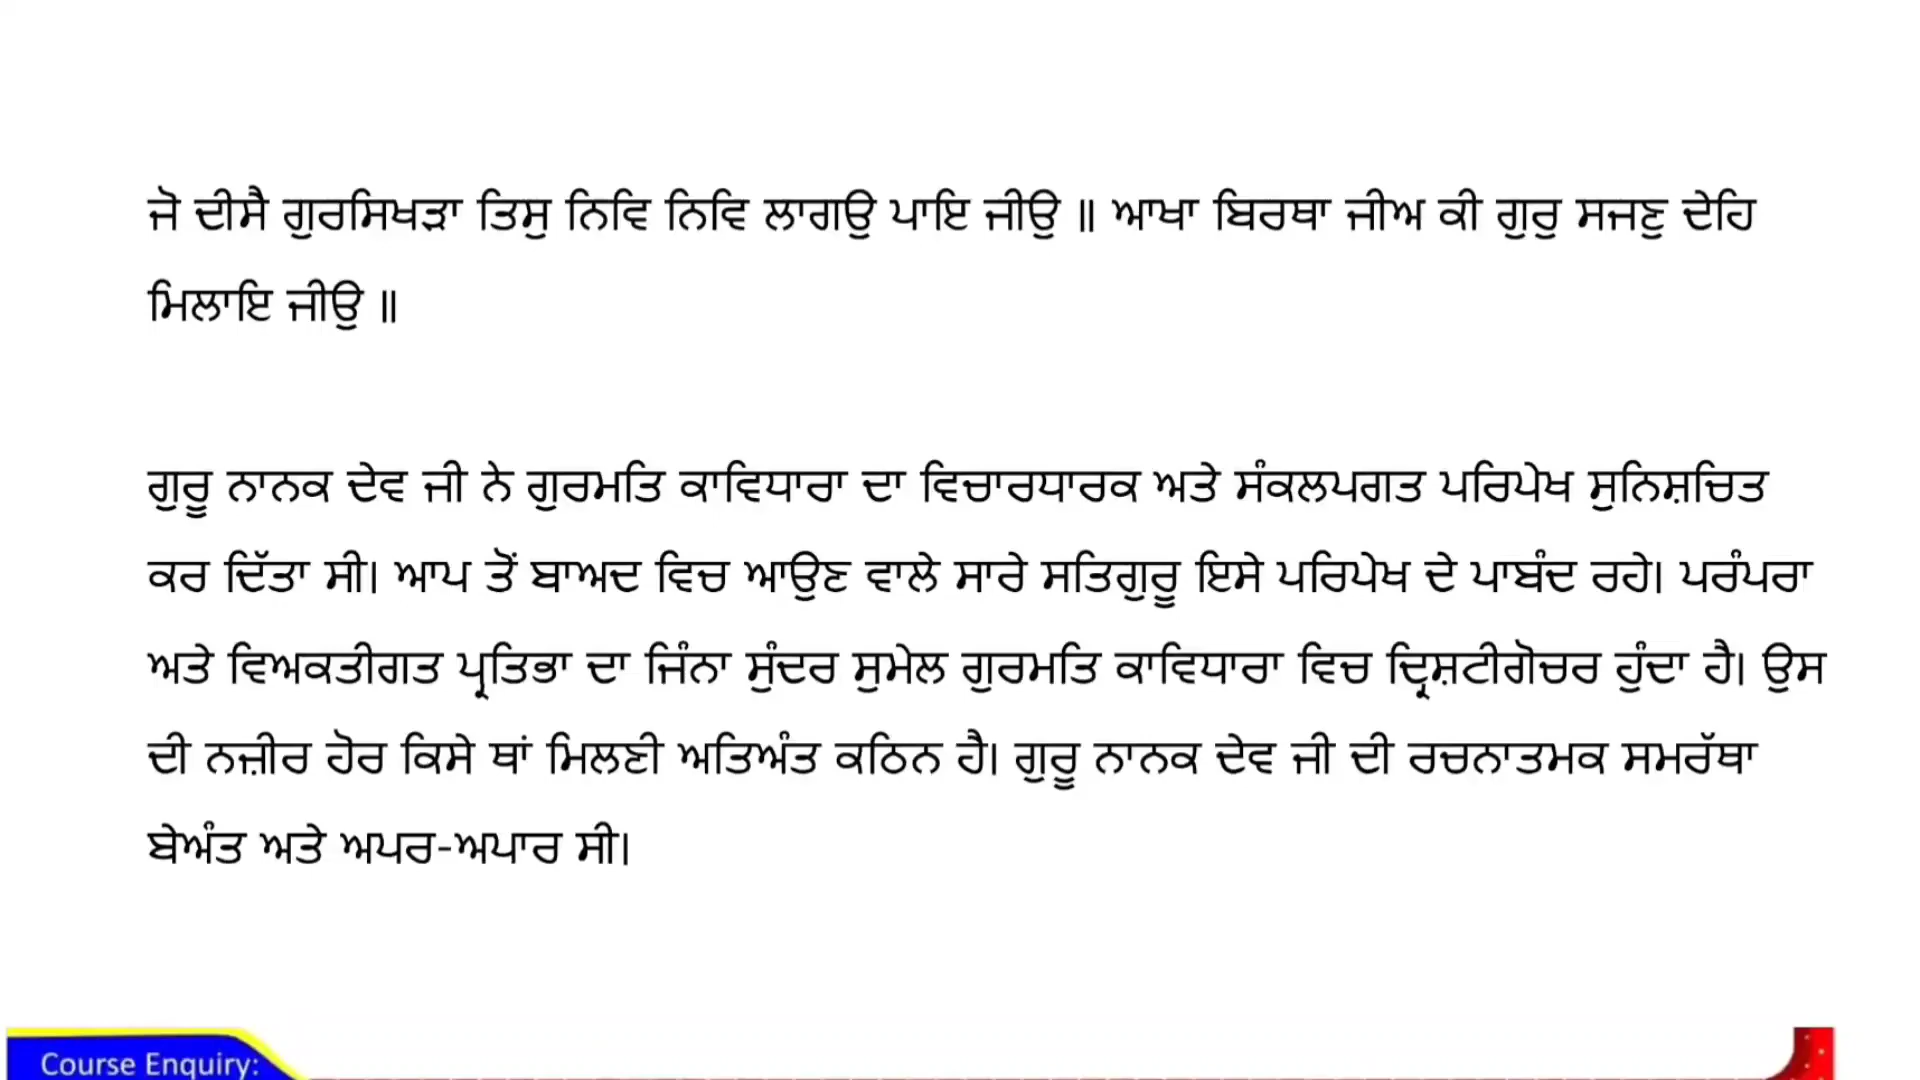 ਜੋ ਦੀਸੈ ਗੁਰਸਿਖੜਾ ਤਿਸੁ ਨਿਵਿ ਨਿਵਿ ਲਾਗਉ ਪਾਇ ਜੀਉ ॥ ਆਖਾ ਬਿਰਥਾ ਜੀਅ ਕੀ ਗੁਰੁ ਸਜਣੁ ਦੇਹਿ
ਮਿਲਾਇ ਜੀਉ ॥
ਗੁਰੂ ਨਾਨਕ ਦੇਵ ਜੀ ਨੇ ਗੁਰਮਤਿ ਕਾਵਿਧਾਰਾ ਦਾ ਵਿਚਾਰਧਾਰਕ ਅਤੇ ਸੰਕਲਪਗਤ ਪਰਿਪੇਖ ਸੁਨਿਸ਼ਚਿਤ
ਕਰ ਦਿੱਤਾ ਸੀ। ਆਪ ਤੋਂ ਬਾਅਦ ਵਿਚ ਆਉਣ ਵਾਲੇ ਸਾਰੇ ਸਤਿਗੁਰੂ ਇਸੇ ਪਰਿਪੇਖ ਦੇ ਪਾਬੰਦ ਰਹੇ। ਪਰੰਪਰਾ
ਅਤੇ ਵਿਅਕਤੀਗਤ ਪ੍ਰਤਿਭਾ ਦਾ ਜਿੰਨਾ ਸੁੰਦਰ ਸੁਮੇਲ ਗੁਰਮਤਿ ਕਾਵਿਧਾਰਾ ਵਿਚ ਦ੍ਰਿਸ਼ਟੀਗੋਚਰ ਹੁੰਦਾ ਹੈ। ਉਸ
ਦੀ ਨਜ਼ੀਰ ਹੋਰ ਕਿਸੇ ਥਾਂ ਮਿਲਣੀ ਅਤਿਅੰਤ ਕਠਿਨ ਹੈ। ਗੁਰੂ ਨਾਨਕ ਦੇਵ ਜੀ ਦੀ ਰਚਨਾਤਮਕ ਸਮਰੱਥਾ
ਬੇਅੰਤ ਅਤੇ ਅਪਰ-ਅਪਾਰ ਸੀ।
Course Enquiry: